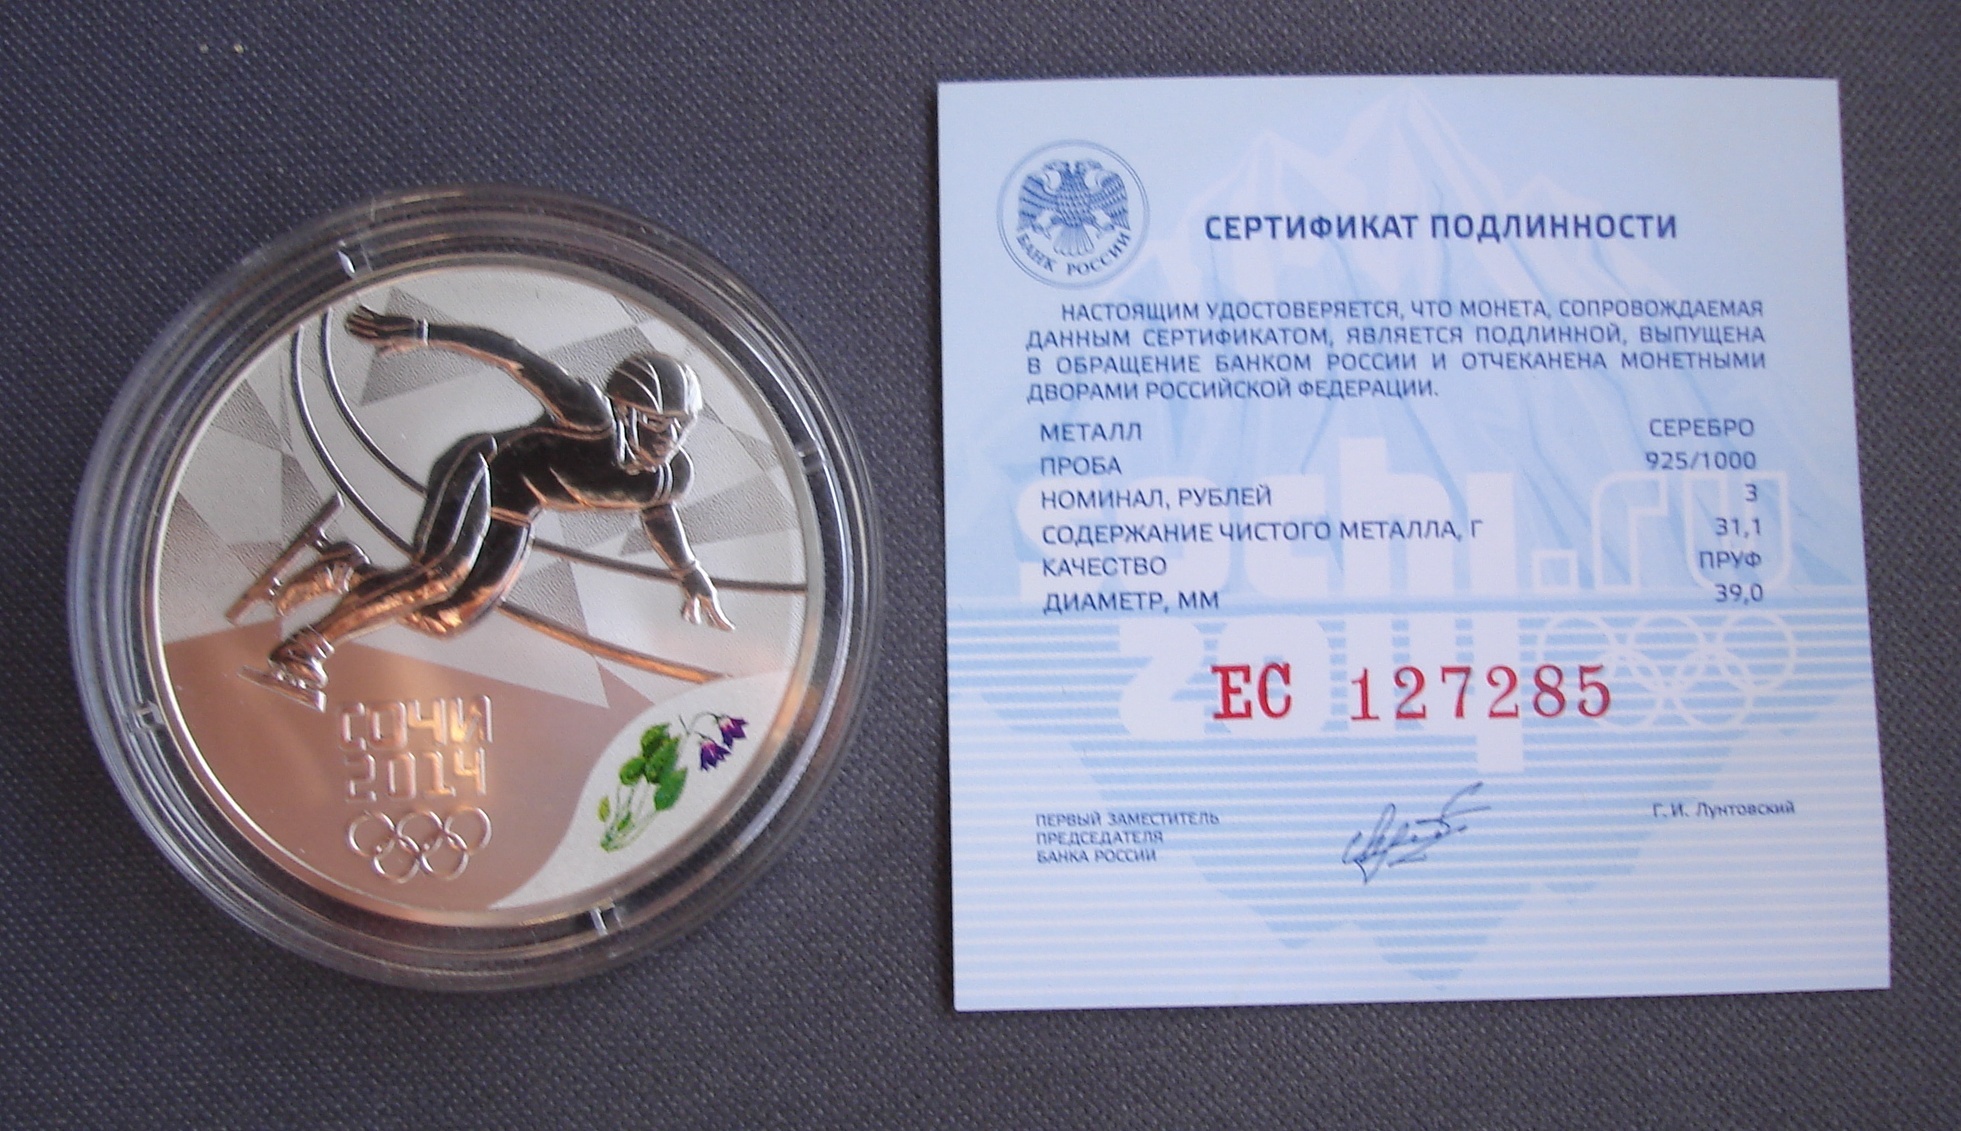 СОЧИ
2014
БАНК РОССИИ
СЕРТИФИКАТ ПОДЛИННОСТИ
НАСТОЯЩИМ УДОСТОВЕРЯЕТСЯ, ЧТО МОНЕТА, СОПРОВОЖДАЕМАЯ
ДАННЫМ СЕРТИФИКАТОМ, ЯВЛЯЕТСЯ ПОДЛИННОЙ, ВЫПУЩЕНА
В ОБРАЩЕНИЕ БАНКОМ РОССИИ И ОТЧЕКАНЕНА МОНЕТНЫМИ
ДВОРАМИ РОССИЙСКОЙ ФЕДЕРАЦИИ.
МЕТАЛЛ СЕРЕБРО
ПРОБА 925/1000
НОМИНАЛ, РУБЛЕЙ 3
СОДЕРЖАНИЕ ЧИСТОГО МЕТАЛЛА, Г 31,1
КАЧЕСТВО ПРУФ
ДИАМЕТР, ММ 39,0
sochi.ru
2014
ЕС 127285
ПЕРВЫЙ ЗАМЕСТИТЕЛЬ
ПРЕДСЕДАТЕЛЯ
БАНКА РОССИИ
Г. И. Лунтовский